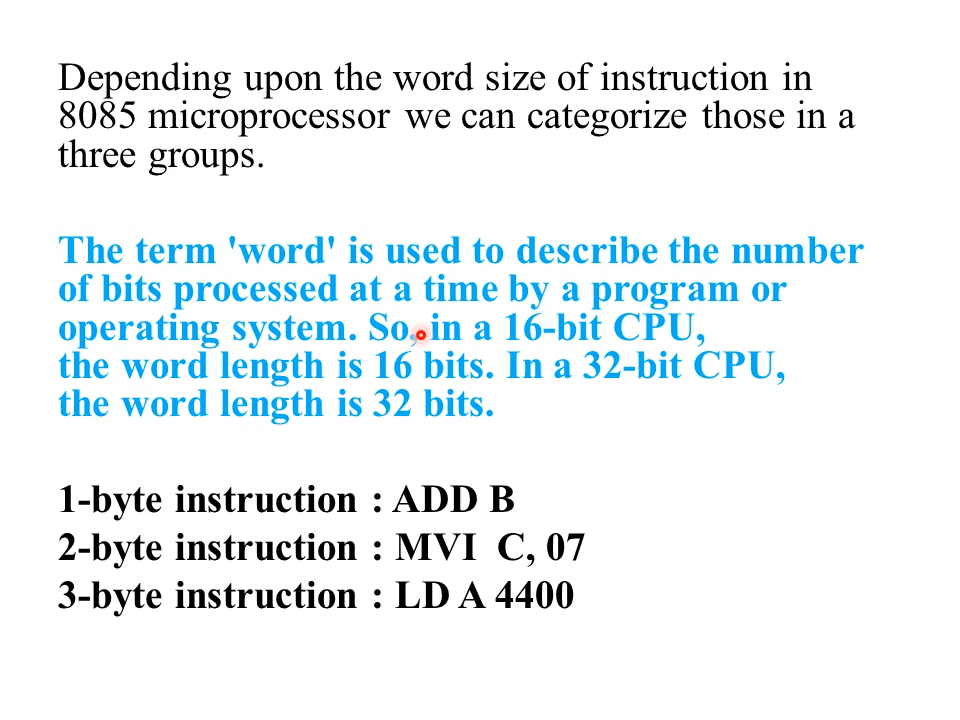 Depending upon the word size of instruction in
8085 microprocessor we can categorize those in a
three groups.
The term 'word' is used to describe the number
of bits processed at a time by a program or
operating system. So, in a 16-bit CPU,
the word length is 16 bits. In a 32-bit CPU,
the word length is 32 bits.
1-byte instruction : ADD B
2-byte instruction : MVI  C, 07
3-byte instruction : LD A 4400